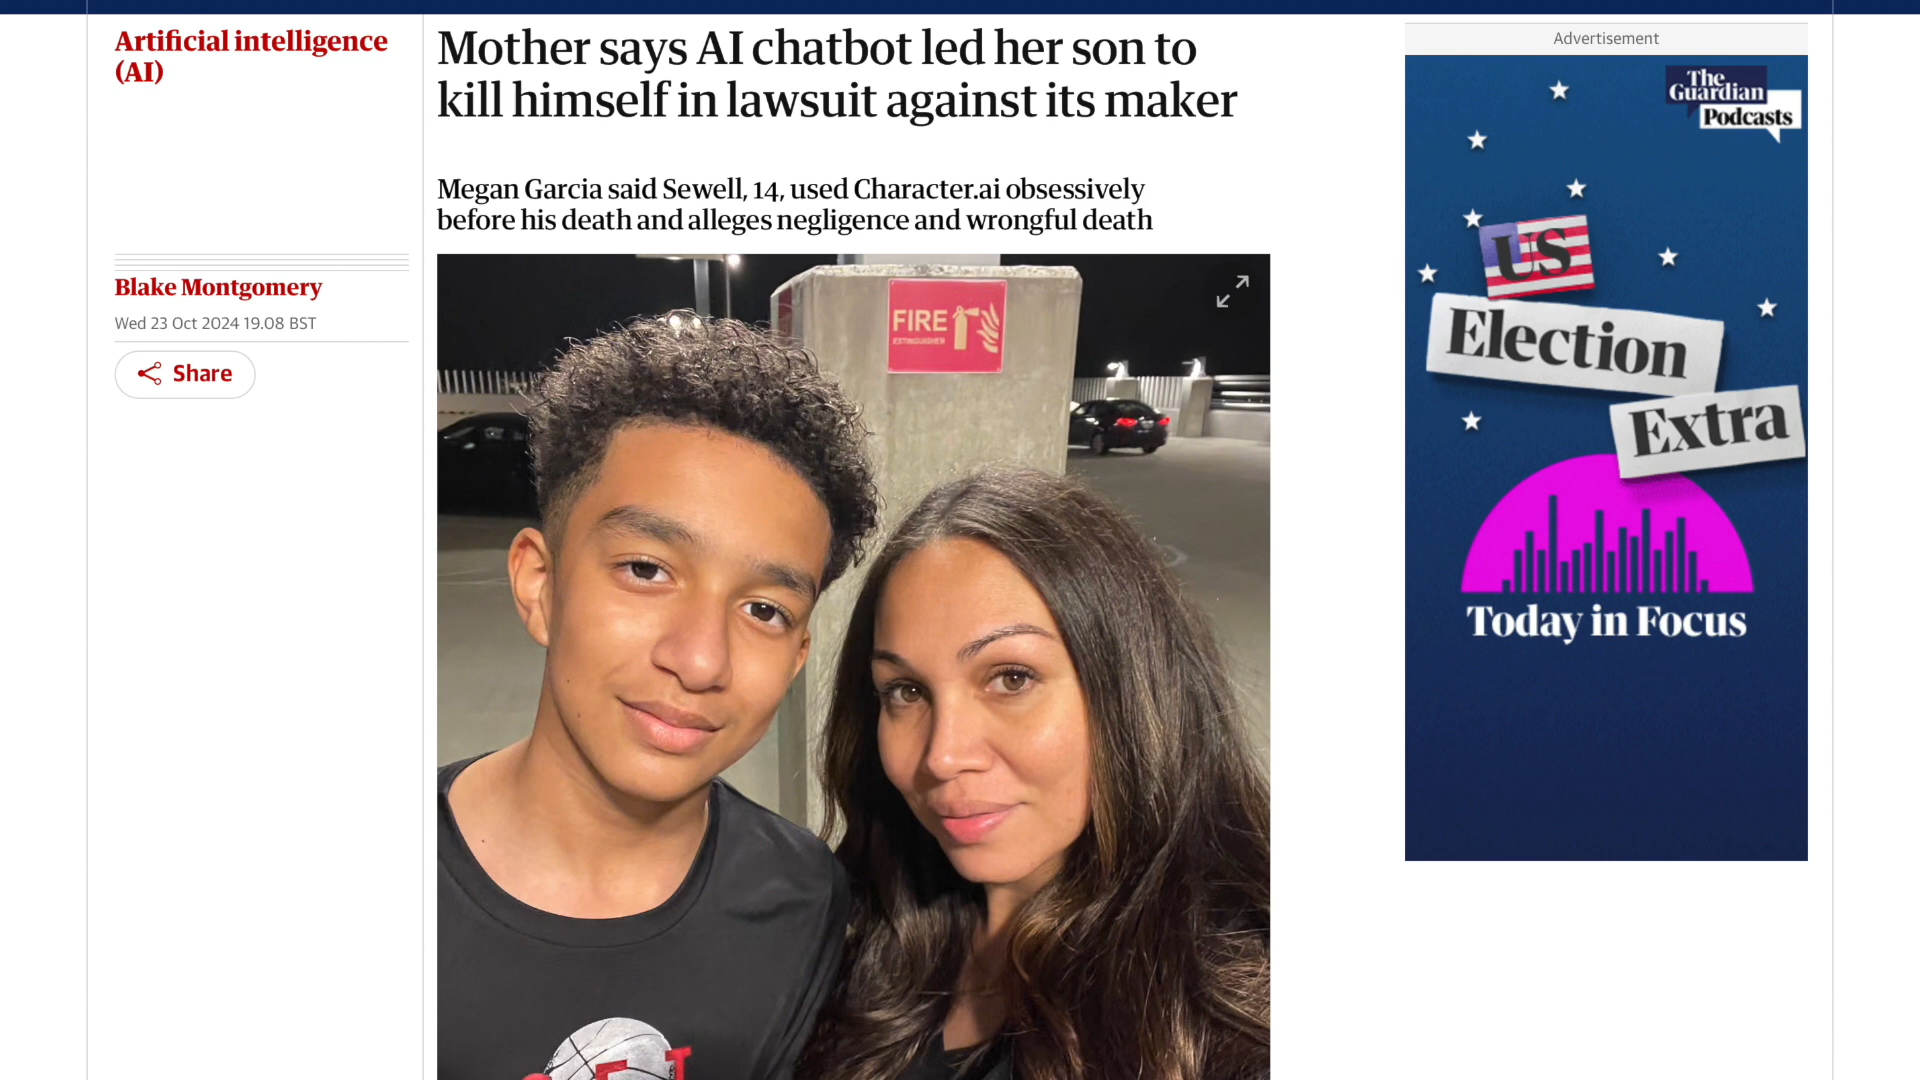 Artificial intelligence
(AI)
Mother says AI chatbot led her son to
kill himself in lawsuit against its maker
Megan Garcia said Sewell, 14, used Character.ai obsessively
before his death and alleges negligence and wrongful death
Blake Montgomery
Wed 23 Oct 2024 19.08 BST
Share
FIRE
EXTINGUISHER
Advertisement
The
Guardian
Podcasts
US
Election
Extra
Today in Focus